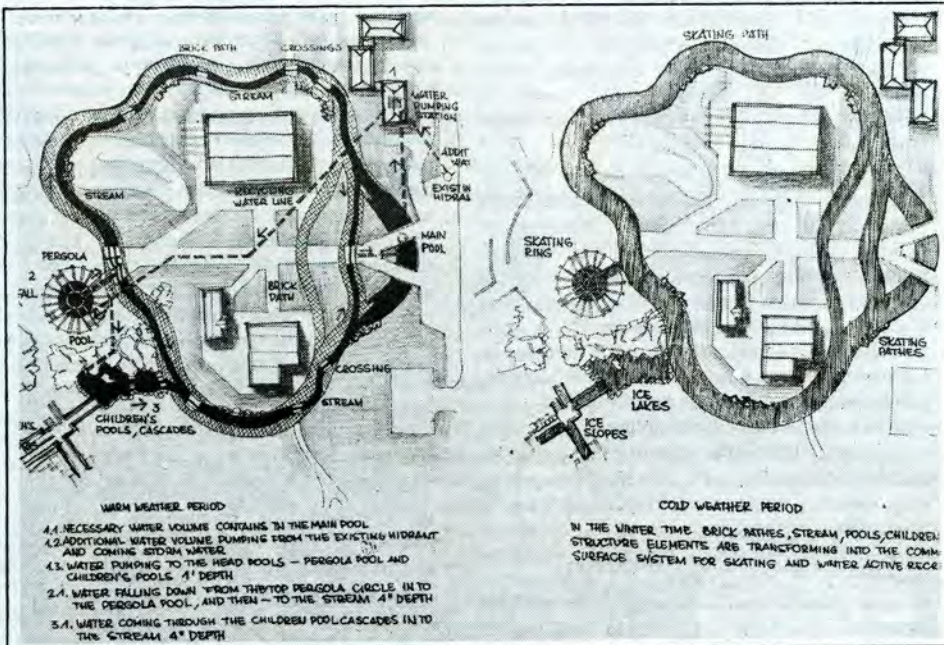 BRICK PATH
CROSSINGS
STREAM
1
WATER
PUMPING
STATION
ADDIT
EXISTIN
HIDRAN
STREAM
RECYCLING
WATER LINE
MAIN
POOL
PERGOLA
2
ALL
POOL
BRICK
PATH
CROSSING
STREAM
3
CHILDREN'S
POOLS, CASCADES
WARM WEATHER PERIOD
1.1. NECESSARY WATER VOLUME CONTAINS IN THE MAIN POOL
1.2. ADDITIONAL WATER VOLUME PUMPING FROM THE EXISTING HIDRANT
AND COMING STORM WATER
1.3. WATER PUMPING TO THE HEAD POOLS – PERGOLA POOL AND
CHILDREN'S POOLS 1' DEPTH
2.1. WATER FALLING DOWN FROM THE TOP PERGOLA CIRCLE IN TO
THE PERGOLA POOL, AND THEN – TO THE STREAM 4" DEPTH
3.1. WATER COMING THROUGH THE CHILDREN POOL CASCADES IN TO
THE STREAM 4" DEPTH
SKATING PATH
SKATING
RING
SKATING
PATHES
ICE
LAKES
ICE
SLOPES
COLD WEATHER PERIOD
IN THE WINTER TIME BRICK PATHES, STREAM, POOLS, CHILDREN
STRUCTURE ELEMENTS ARE TRANSFORMING INTO THE COMM
SURFACE SYSTEM FOR SKATING AND WINTER ACTIVE RECR